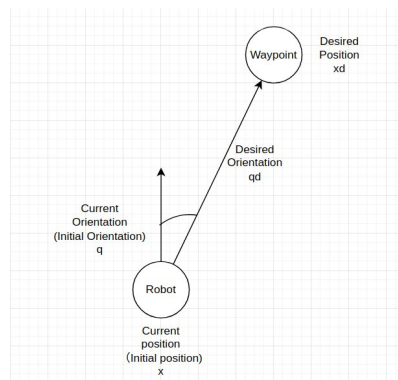 Waypoint
Desired
Position
xd
Desired
Orientation
qd
Current
Orientation
(Initial Orientation)
q
Robot
Current
position
（Initial position)
x